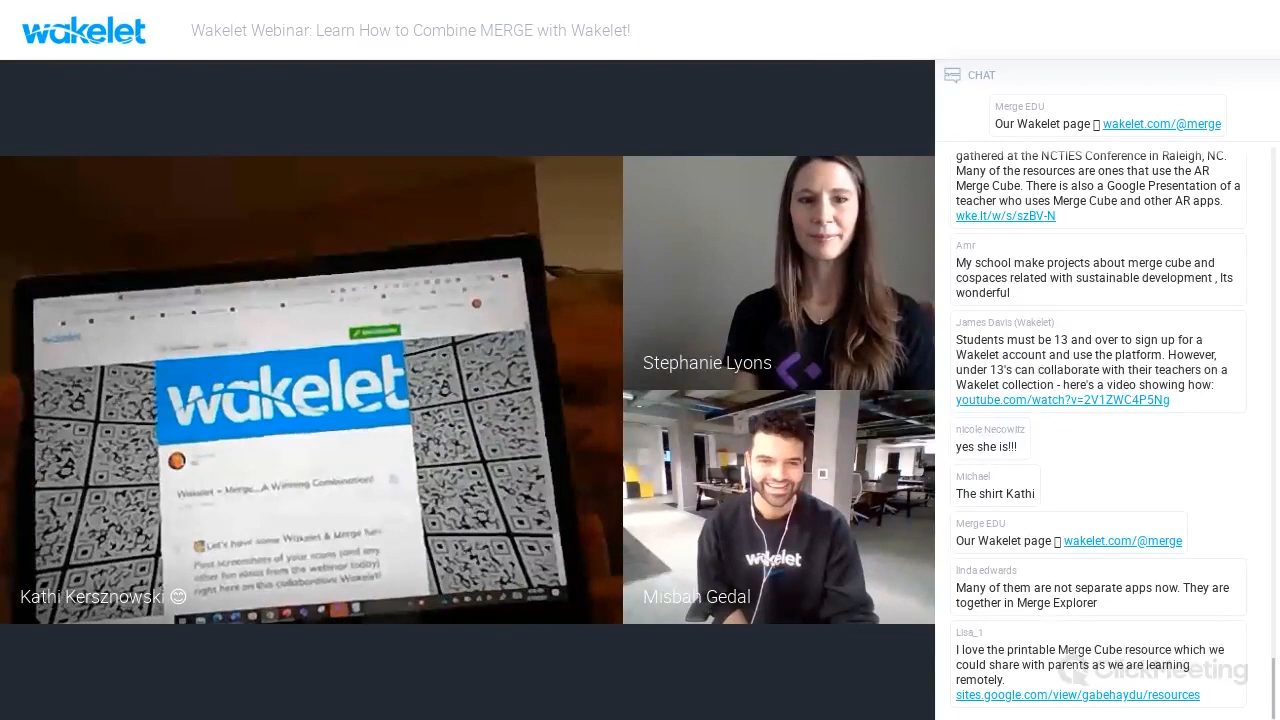 wakelet
Wakelet Webinar: Learn How to Combine MERGE with Wakelet!
CHAT
Merge EDU
Our Wakelet page wakelet.com/@merge
gathered at the NCTIES Conference in Raleigh, NC.
Many of the resources are ones that use the AR
Merge Cube. There is also a Google Presentation of a
teacher who uses Merge Cube and other AR apps.
wke.lt/w/s/szBV-N
Amr
My school make projects about merge cube and
cospaces related with sustainable development , Its
wonderful
James Davis (Wakelet)
Students must be 13 and over to sign up for a
Wakelet account and use the platform. However,
under 13's can collaborate with their teachers on a
Wakelet collection - here's a video showing how:
youtube.com/watch?v=2V1ZWC4P5Ng
nicole Necowitz
yes she is!!!
Michael
The shirt Kathi
Merge EDU
Our Wakelet page wakelet.com/@merge
linda edwards
Many of them are not separate apps now. They are
together in Merge Explorer
Lisa_1
I love the printable Merge Cube resource which we
could share with parents as we are learning
remotely.
sites.google.com/view/gabehaydu/resources
ClickMeeting
wakelet
Wakelet + Merge...A Winning Combination!
Let's have some Wakelet & Merge fun!
Post screenshots of your scans (and any
other fun ideas from the webinar today)
right here on this collaborative Wakelet!
Kathi Kersznowski 😊
Stephanie Lyons
wakelet
Misbah Gedal